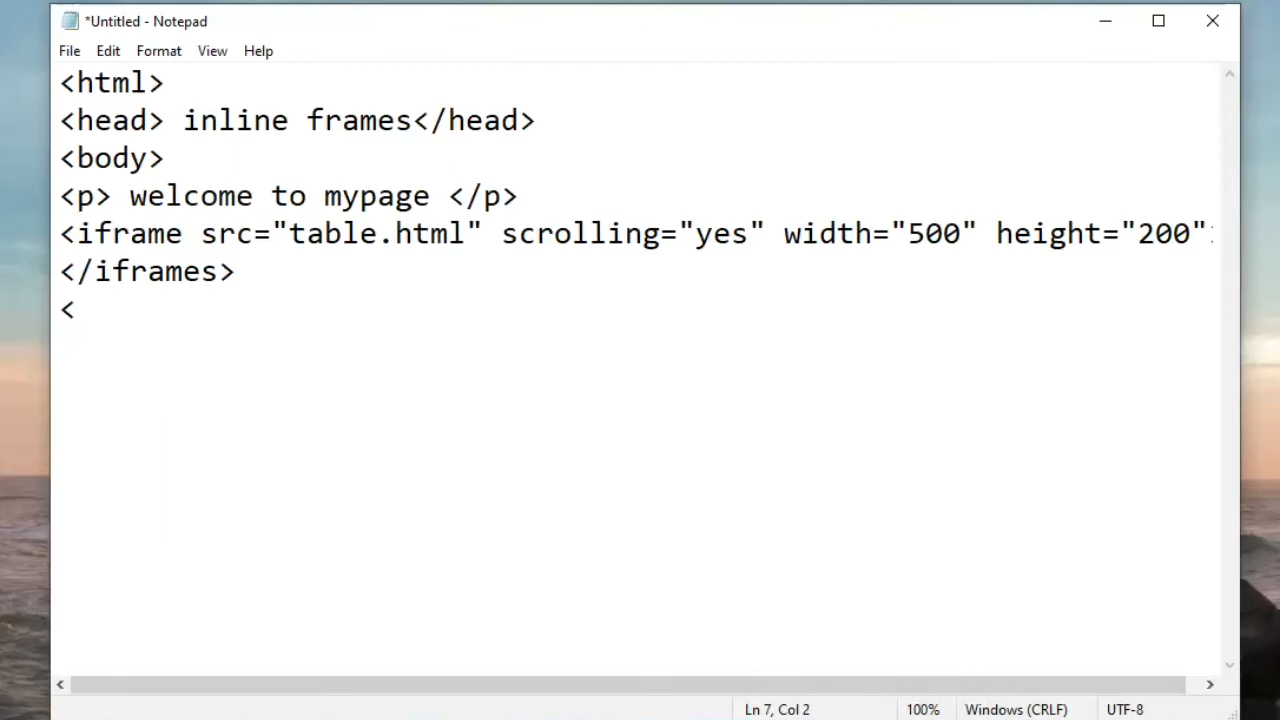 *Untitled - Notepad
File Edit Format View Help
<html>
<head> inline frames</head>
<body>
<p> welcome to mypage </p>
<iframe src="table.html" scrolling="yes" width="500" height="200"
</iframes>
<
Ln 7, Col 2 100% Windows (CRLF) UTF-8